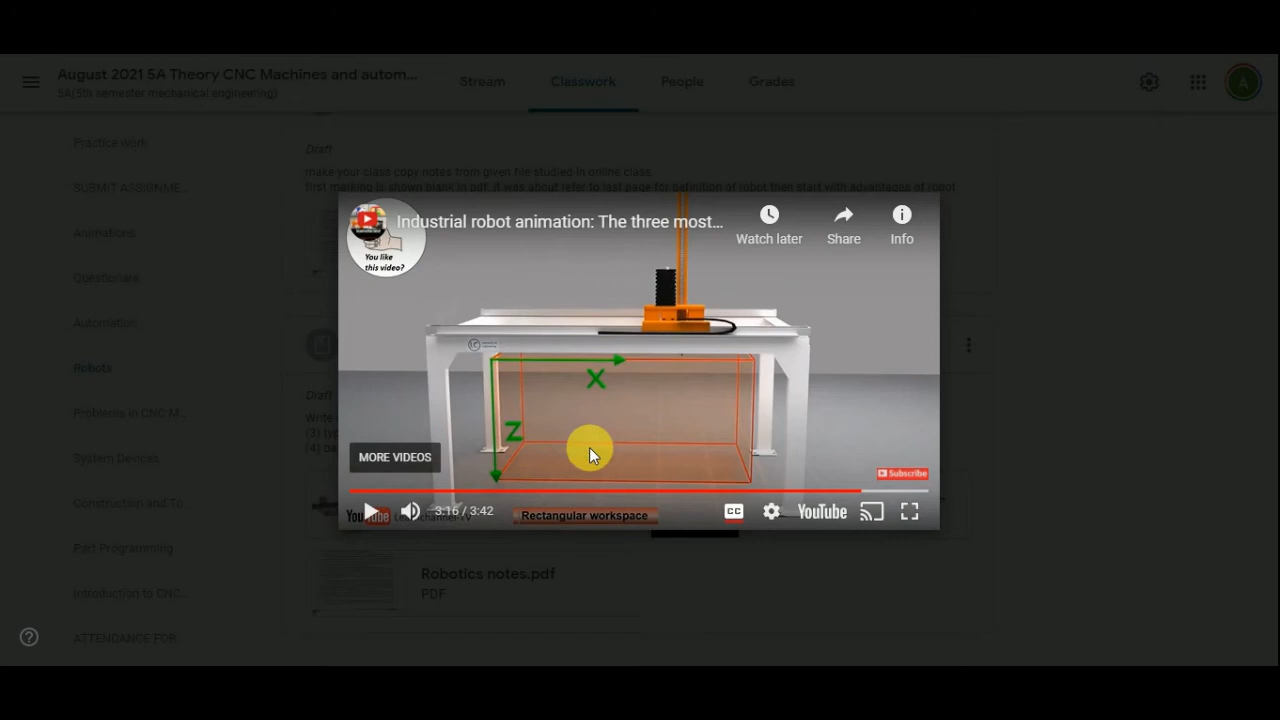 August 2021 5A Theory CNC Machines and autom...
5A(5th semester mechanical engineering)
Stream
Classwork
People
Grades
A
Practice work
SUBMIT ASSIGNME...
Animations
Questionare
Automation
Robots
Problems in CNC M...
System Devices
Construction and To...
Part Programming
Introduction to CNC...
ATTENDANCE FOR...
Draft
make your class copy notes from given file studied in online class.
first marking is shown blank in pdf, it was about refer to last page for definition of robot then start with advantages of robot
Industrial robot animation: The three most...
Watch later
Share
Info
You like
this video?
X
Z
Draft
Write
(3) typ
(4)
MORE VIDEOS
Subscribe
3:16 / 3:42
Rectangular workspace
CC
YouTube
Robotics notes.pdf
PDF